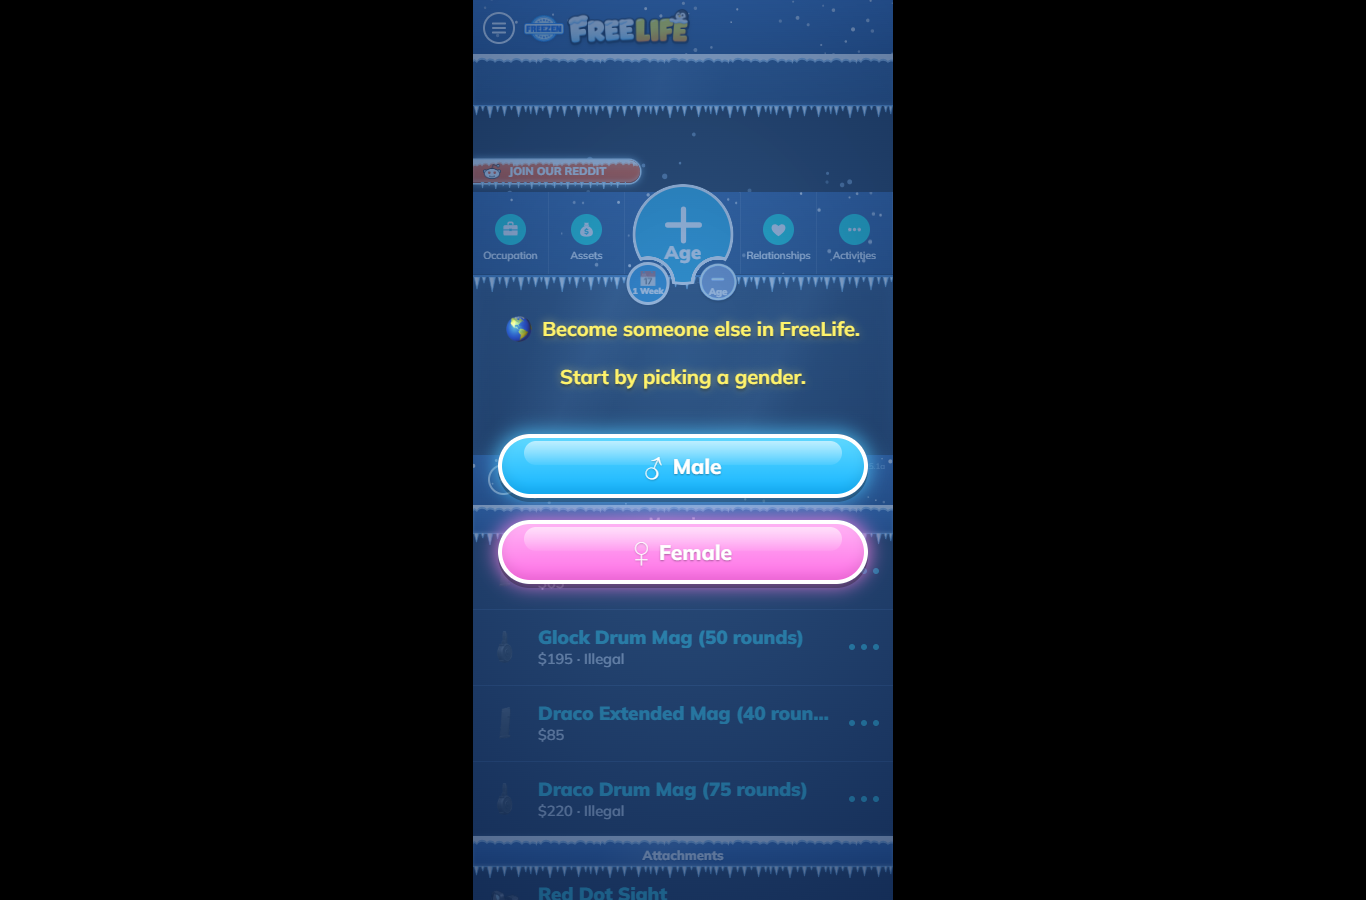 FREEZEN
FREELIFE
JOIN OUR REDDIT
Occupation
Assets
Age
Relationships
Activities
17
1 Week
Age
Become someone else in FreeLife.
Start by picking a gender.
♂ Male
♀ Female
Glock Drum Mag (50 rounds)
$195 · Illegal
Draco Extended Mag (40 roun...
$85
Draco Drum Mag (75 rounds)
$220 · Illegal
Attachments
Red Dot Sight